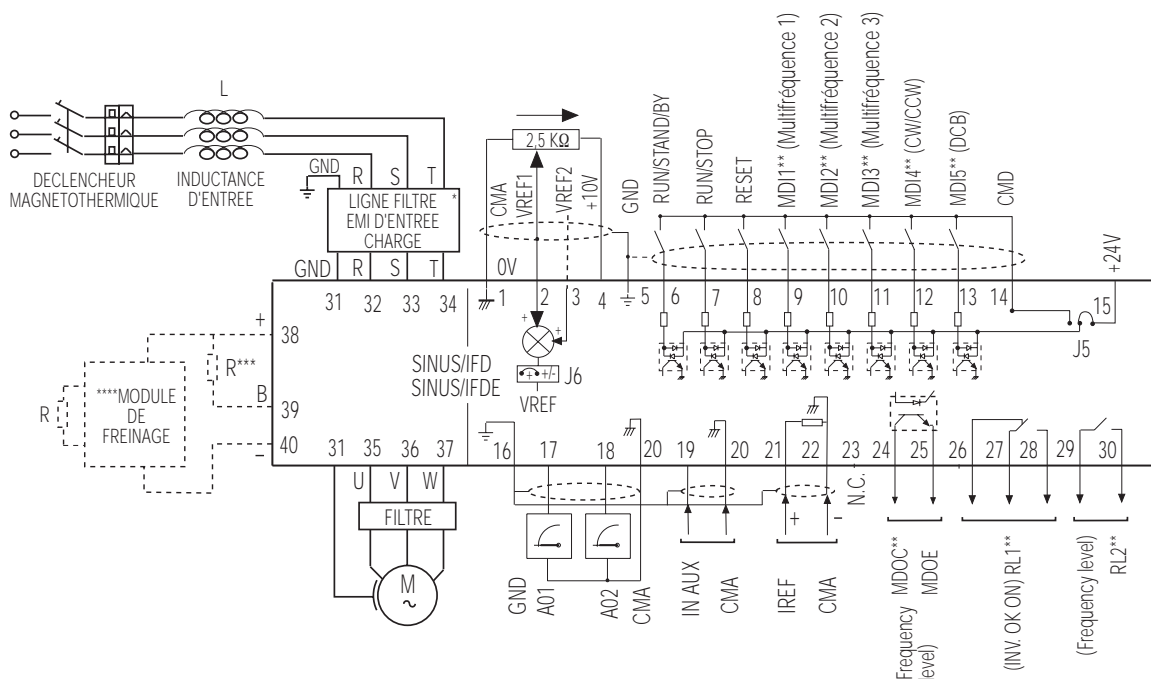 L
DECLENCHEUR
MAGNETOTHERMIQUE
INDUCTANCE
D'ENTREE
GND
R S T
LIGNE FILTRE *
EMI D'ENTREE
CHARGE
GND R S T
31 32 33 34
2,5 KΩ
CMA
VREF1
VREF2
+10V
GND
RUN/STAND/BY
RUN/STOP
RESET
MDI1** (Multifréquence 1)
MDI2** (Multifréquence 2)
MDI3** (Multifréquence 3)
MDI4** (CW/CCW)
MDI5** (DCB)
CMD
+24V
0V
1 2 3 4 5 6 7 8 9 10 11 12 13 14 15
J5
+ +
+/-
J6
VREF
SINUS/IFD
SINUS/IFDE
+
38
R***
B
39
40
–
R
****MODULE
DE
FREINAGE
31 35 36 37
U V W
FILTRE
M
~
16 17 18 20 19 20 21 22 23 24 25 26 27 28 29 30
N.C.
+ –
GND
A01
A02
CMA
IN AUX
CMA
IREF
CMA
MDOC**
MDOE
(Frequency
level)
(INV. OK ON) RL1**
(Frequency level)
RL2**